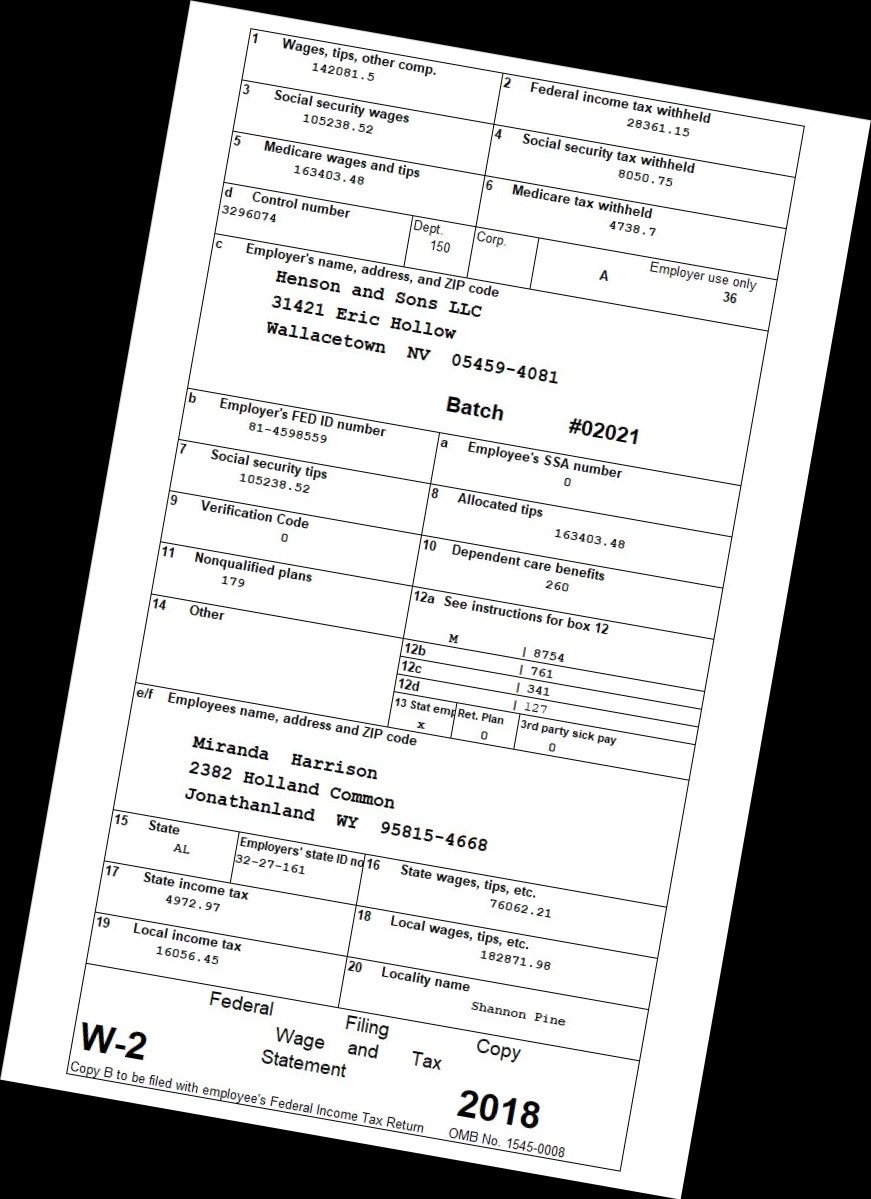 1 Wages, tips, other comp.
142081.5
2 Federal income tax withheld
28361.15
3 Social security wages
105238.52
4 Social security tax withheld
8050.75
5 Medicare wages and tips
163403.48
6 Medicare tax withheld
4738.7
d Control number
3296074
Dept.
150
Corp.
A
Employer use only
36
c Employer's name, address, and ZIP code
Henson and Sons LLC
31421 Eric Hollow
Wallacetown NV 05459-4081
Batch #02021
b Employer's FED ID number
81-4598559
a Employee's SSA number
0
7 Social security tips
105238.52
8 Allocated tips
163403.48
9 Verification Code
0
10 Dependent care benefits
260
11 Nonqualified plans
179
12a See instructions for box 12
M | 8754
12b | 761
12c | 341
12d | 127
14 Other
13 Stat emp
x
Ret. Plan
0
3rd party sick pay
0
e/f Employees name, address and ZIP code
Miranda Harrison
2382 Holland Common
Jonathanland WY 95815-4668
15 State
AL
Employers' state ID no
32-27-161
16 State wages, tips, etc.
76062.21
17 State income tax
4972.97
18 Local wages, tips, etc.
182871.98
19 Local income tax
16056.45
20 Locality name
Shannon Pine
Federal Filing Copy
W-2 Wage and Tax
Statement
2018
Copy B to be filed with employee's Federal Income Tax Return
OMB No. 1545-0008